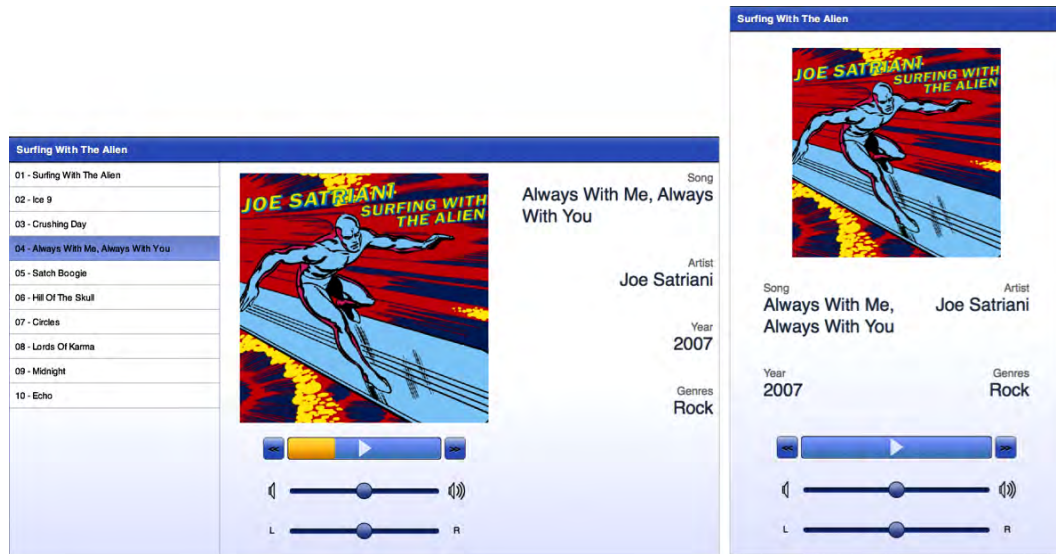 Surfing With The Alien
01 - Surfing With The Alien
02 - Ice 9
03 - Crushing Day
04 - Always With Me, Always With You
05 - Satch Boogie
06 - Hill Of The Skull
07 - Circles
08 - Lords Of Karma
09 - Midnight
10 - Echo
JOE SATRIANI
SURFING WITH
THE ALIEN
Song
Always With Me, Always
With You
Artist
Joe Satriani
Year
2007
Genres
Rock
<<
>>
L
R
Surfing With The Alien
JOE SATRIANI
SURFING WITH
THE ALIEN
Song
Always With Me,
Always With You
Artist
Joe Satriani
Year
2007
Genres
Rock
<<
>>
L
R